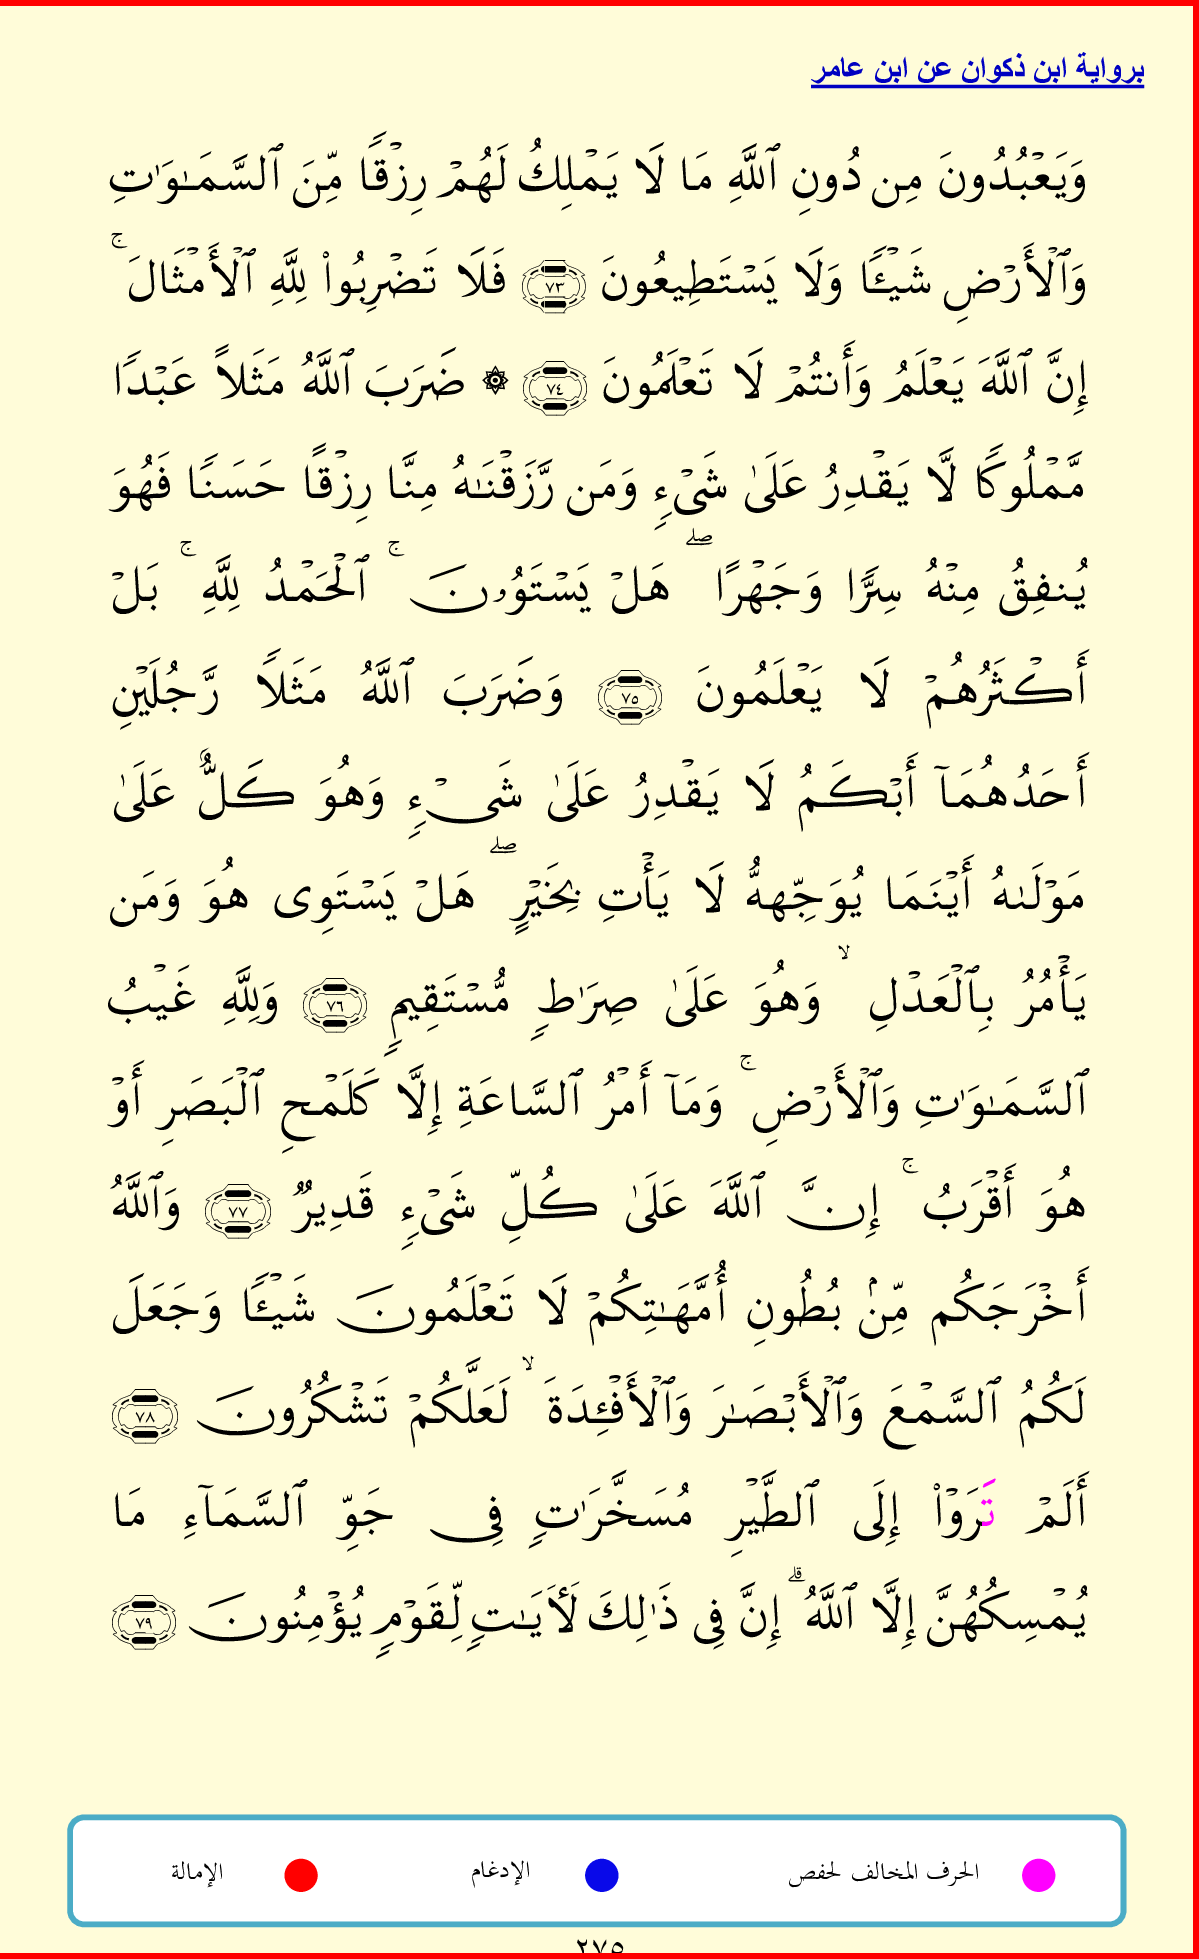 برواية ابن ذكوان عن ابن عامر
وَيَعْبُدُونَ مِن دُونِ ٱللَّهِ مَا لَا يَمْلِكُ لَهُمْ رِزْقًا مِّنَ ٱلسَّمَـٰوَٰتِ
وَٱلْأَرْضِ شَيْـًٔا وَلَا يَسْتَطِيعُونَ ٧٣ فَلَا تَضْرِبُوا۟ لِلَّهِ ٱلْأَمْثَالَ ۚ
إِنَّ ٱللَّهَ يَعْلَمُ وَأَنتُمْ لَا تَعْلَمُونَ ٧٤ ۞ ضَرَبَ ٱللَّهُ مَثَلًا عَبْدًا
مَّمْلُوكًا لَّا يَقْدِرُ عَلَىٰ شَىْءٍ وَمَن رَّزَقْنَـٰهُ مِنَّا رِزْقًا حَسَنًا فَهُوَ
يُنفِقُ مِنْهُ سِرًّا وَجَهْرًا ۖ هَلْ يَسْتَوُۥنَ ۚ ٱلْحَمْدُ لِلَّهِ ۚ بَلْ
أَكْثَرُهُمْ لَا يَعْلَمُونَ ٧٥ وَضَرَبَ ٱللَّهُ مَثَلًا رَّجُلَيْنِ
أَحَدُهُمَآ أَبْكَمُ لَا يَقْدِرُ عَلَىٰ شَىْءٍ وَهُوَ كَلٌّ عَلَىٰ
مَوْلَىٰهُ أَيْنَمَا يُوَجِّههُّ لَا يَأْتِ بِخَيْرٍ ۖ هَلْ يَسْتَوِى هُوَ وَمَن
يَأْمُرُ بِٱلْعَدْلِ ۙ وَهُوَ عَلَىٰ صِرَٰطٍ مُّسْتَقِيمٍ ٧٦ وَلِلَّهِ غَيْبُ
ٱلسَّمَـٰوَٰتِ وَٱلْأَرْضِ ۚ وَمَآ أَمْرُ ٱلسَّاعَةِ إِلَّا كَلَمْحِ ٱلْبَصَرِ أَوْ
هُوَ أَقْرَبُ ۚ إِنَّ ٱللَّهَ عَلَىٰ كُلِّ شَىْءٍ قَدِيرٌ ٧٧ وَٱللَّهُ
أَخْرَجَكُم مِّنۢ بُطُونِ أُمَّهَـٰتِكُمْ لَا تَعْلَمُونَ شَيْـًٔا وَجَعَلَ
لَكُمُ ٱلسَّمْعَ وَٱلْأَبْصَـٰرَ وَٱلْأَفْـِٔدَةَ ۙ لَعَلَّكُمْ تَشْكُرُونَ ٧٨
أَلَمْ تَرَوْا۟ إِلَى ٱلطَّيْرِ مُسَخَّرَٰتٍ فِى جَوِّ ٱلسَّمَآءِ مَا
يُمْسِكُهُنَّ إِلَّا ٱللَّهُ ۗ إِنَّ فِى ذَٰلِكَ لَـَٔايَـٰتٍ لِّقَوْمٍ يُؤْمِنُونَ ٧٩
الحرف المخالف لحفص الإدغام الإمالة
٢٧٥